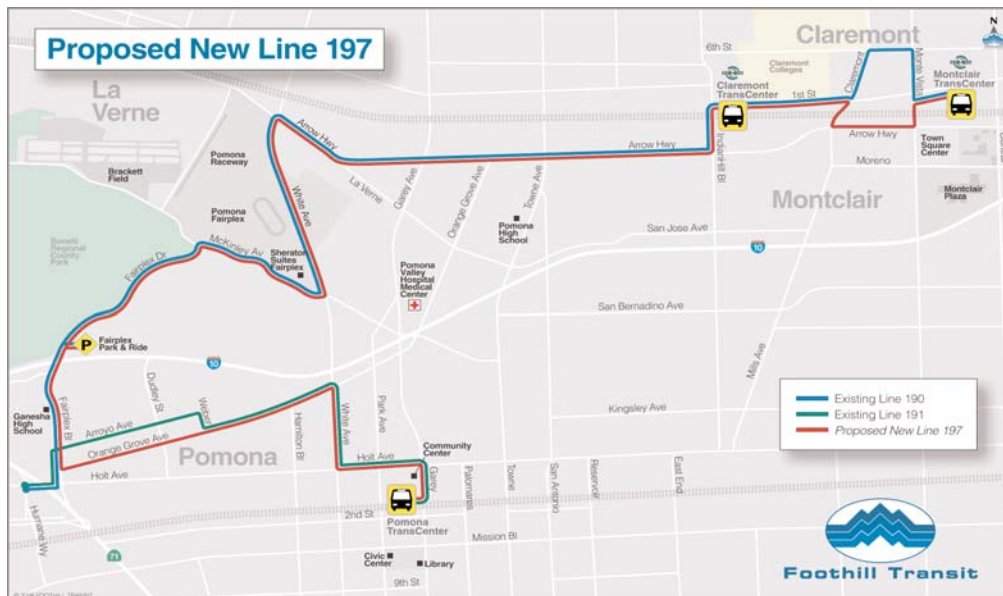 Proposed New Line 197
Claremont
6th St
Claremont
Colleges
Claremont
TransCenter
1st St
Claremont
Monte Vista
Montclair
TransCenter
N
La
Verne
Brackett
Field
Pomona
Raceway
Pomona
Fairplex
Arrow Hwy
Arrow Hwy
Arrow Hwy
Indian Hill Bl
Town
Square
Center
Moreno
Montclair
Plaza
Montclair
La Verne
Garey Ave
Orange Grove Ave
Towne Ave
White Ave
Pomona
High
School
San Jose Ave
10
Bonelli
Regional
County
Park
McKinley Av
Fairplex Dr
Sheraton
Suites
Fairplex
Pomona
Valley
Hospital
Medical
Center
San Bernadino Ave
Mills Ave
P
Fairplex
Park & Ride
10
Dudley St
Weber
Ganesha
High
School
Fairplex Bl
Arroyo Ave
Orange Grove Ave
Hamilton Bl
White Ave
Park Ave
Kingsley Ave
Existing Line 190
Existing Line 191
Proposed New Line 197
Pomona
Holt Ave
Holt Ave
Community
Center
Garey
Palomares
Towne
San Antonio
Reservoir
East End
Humane Wy
71
2nd St
Pomona
TransCenter
Mission Bl
Civic
Center
Library
9th St
Foothill Transit